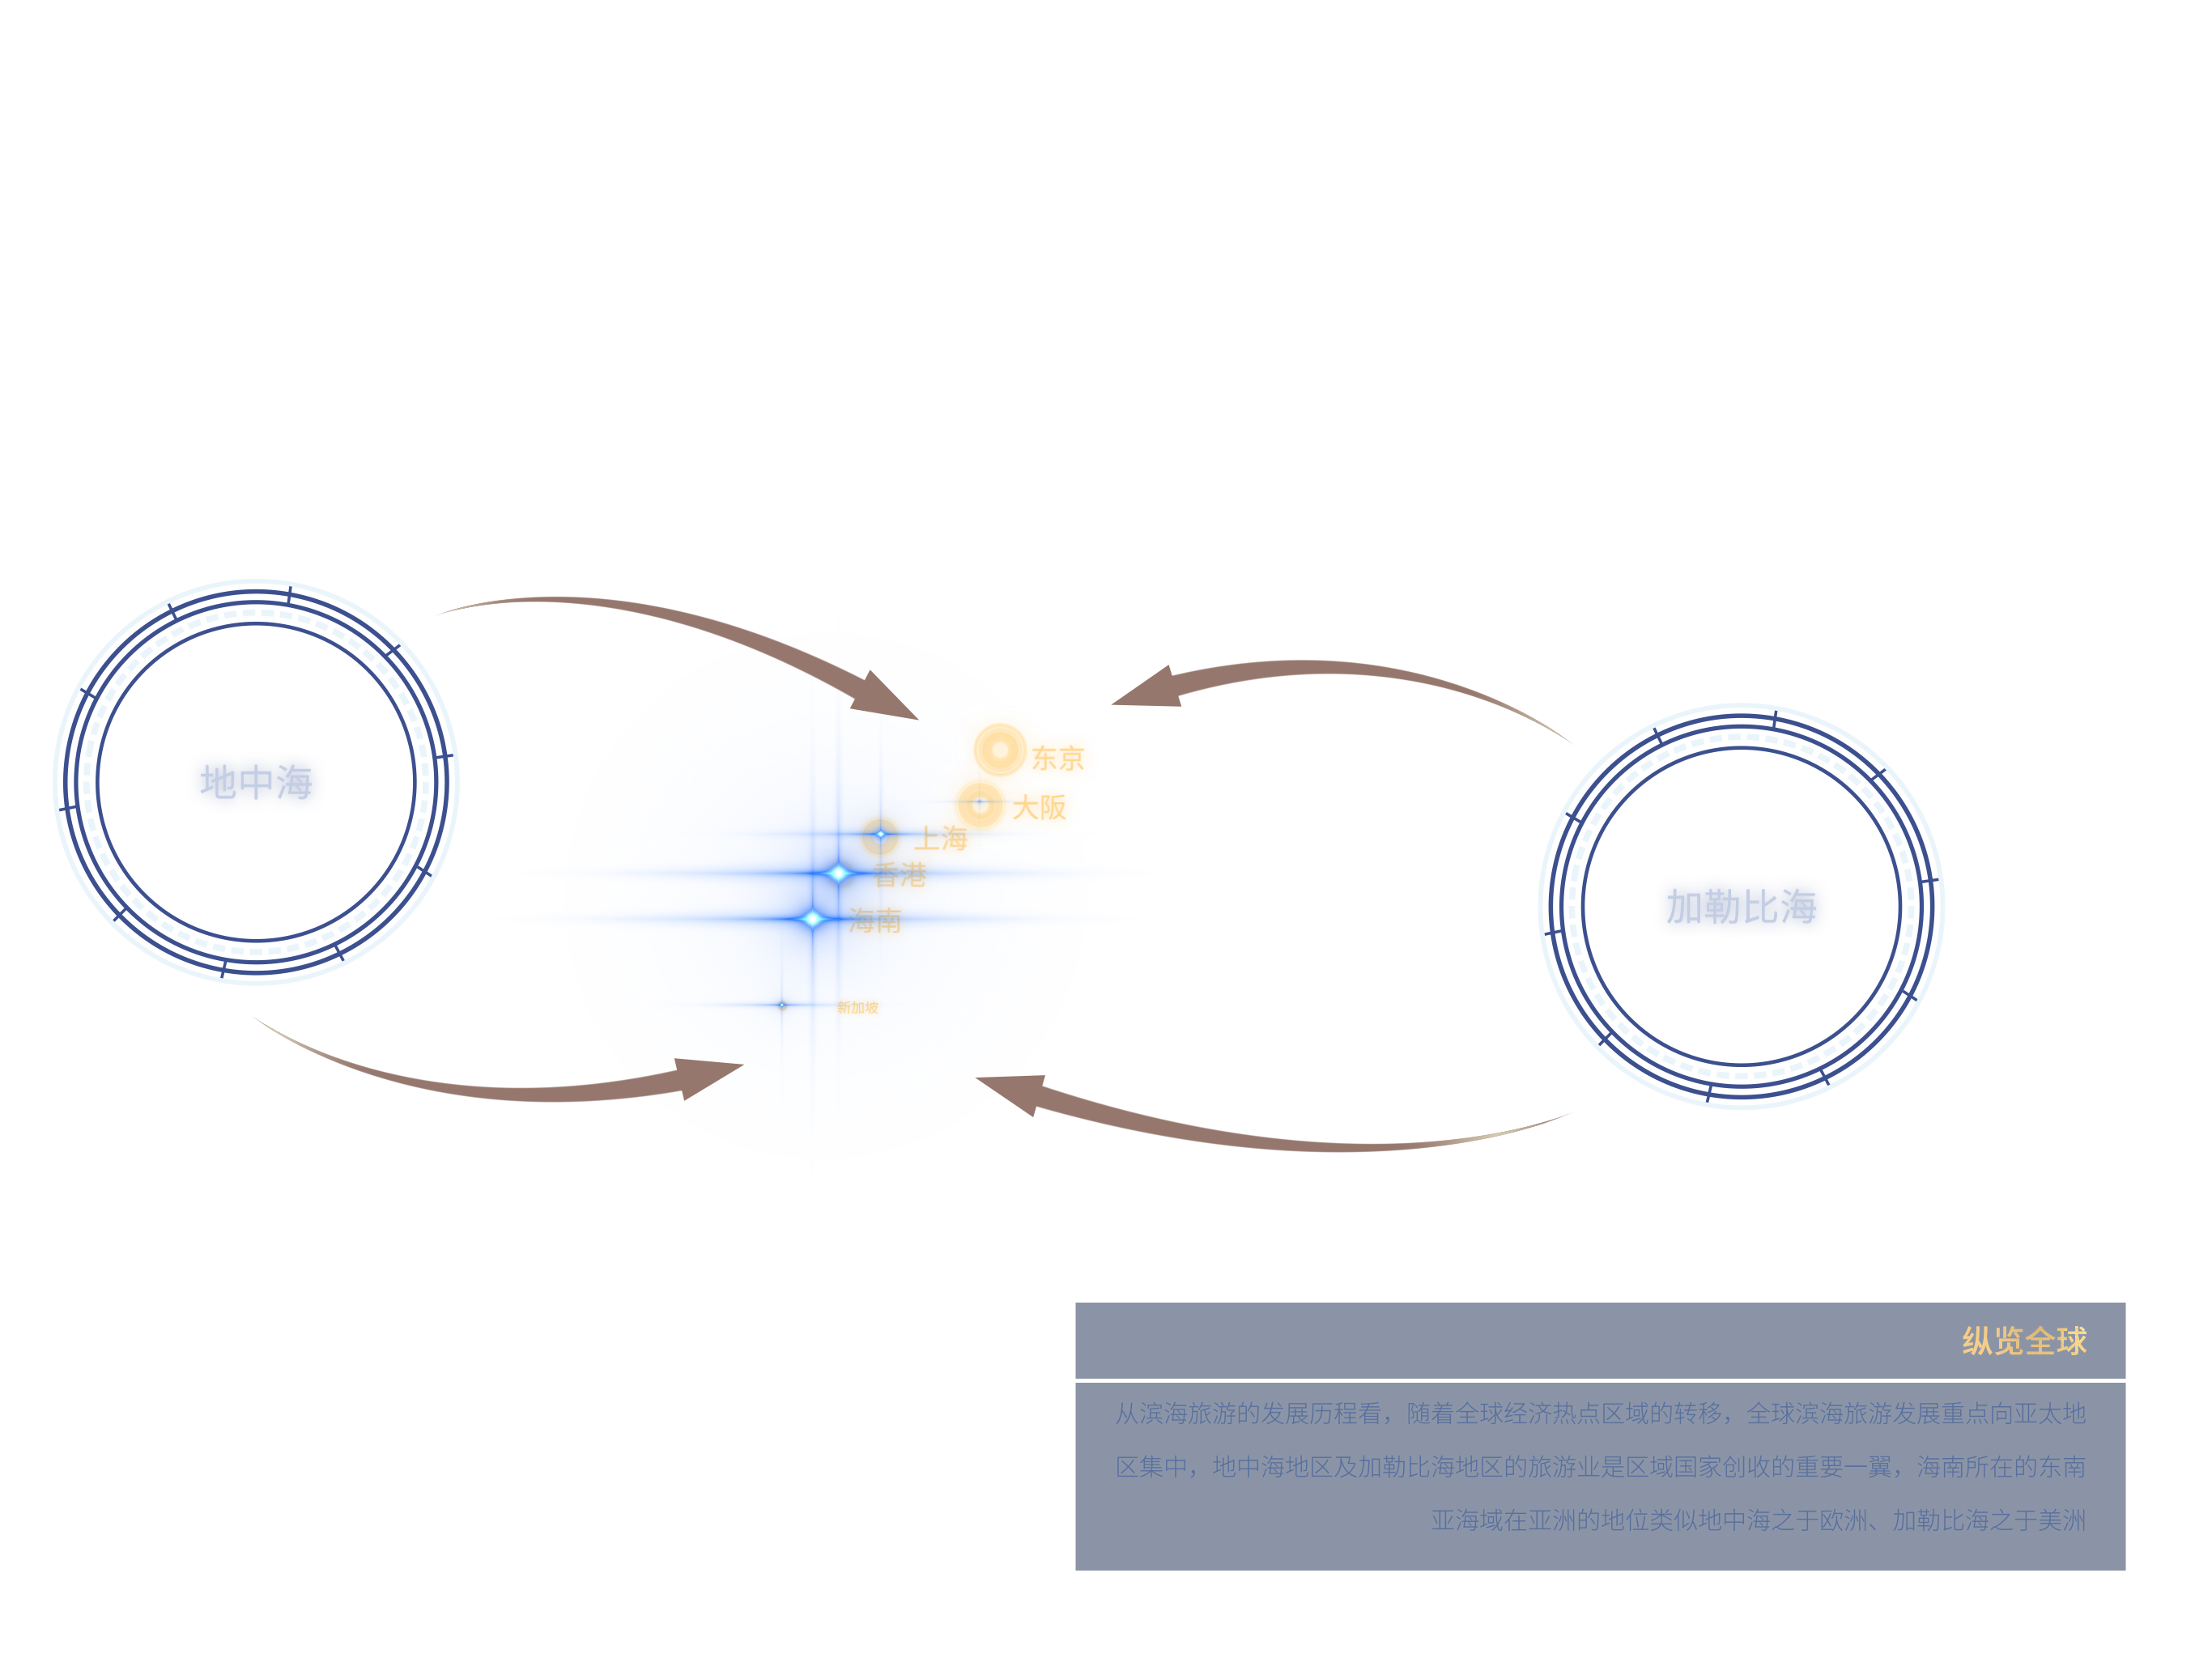 东京
地中海
大阪
上海
香港
加勒比海
海南
新加坡
纵览全球
从滨海旅游的发展历程看，随着全球经济热点区域的转移，全球滨海旅游发展重点向亚太地
区集中，地中海地区及加勒比海地区的旅游业是区域国家创收的重要一翼，海南所在的东南
亚海域在亚洲的地位类似地中海之于欧洲、加勒比海之于美洲